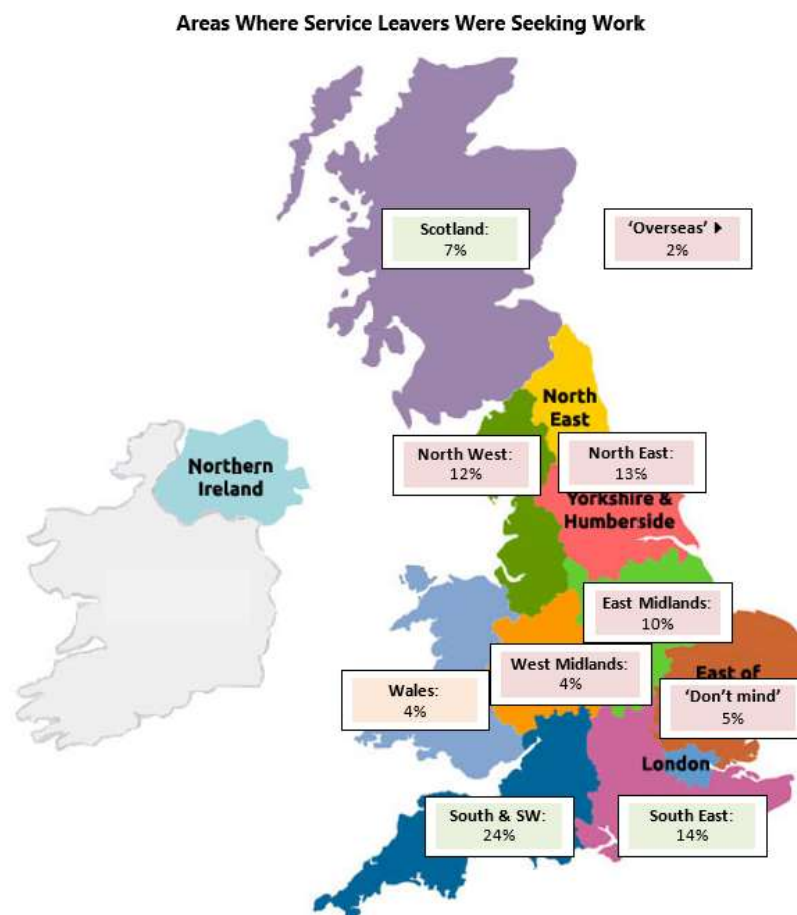 Areas Where Service Leavers Were Seeking Work
Scotland:
7%
‘Overseas’
2%
North
East
North West:
12%
North East:
13%
Northern
Ireland
Yorkshire &
Humberside
East Midlands:
10%
West Midlands:
4%
East of
Wales:
4%
‘Don’t mind’
5%
London
South & SW:
24%
South East:
14%